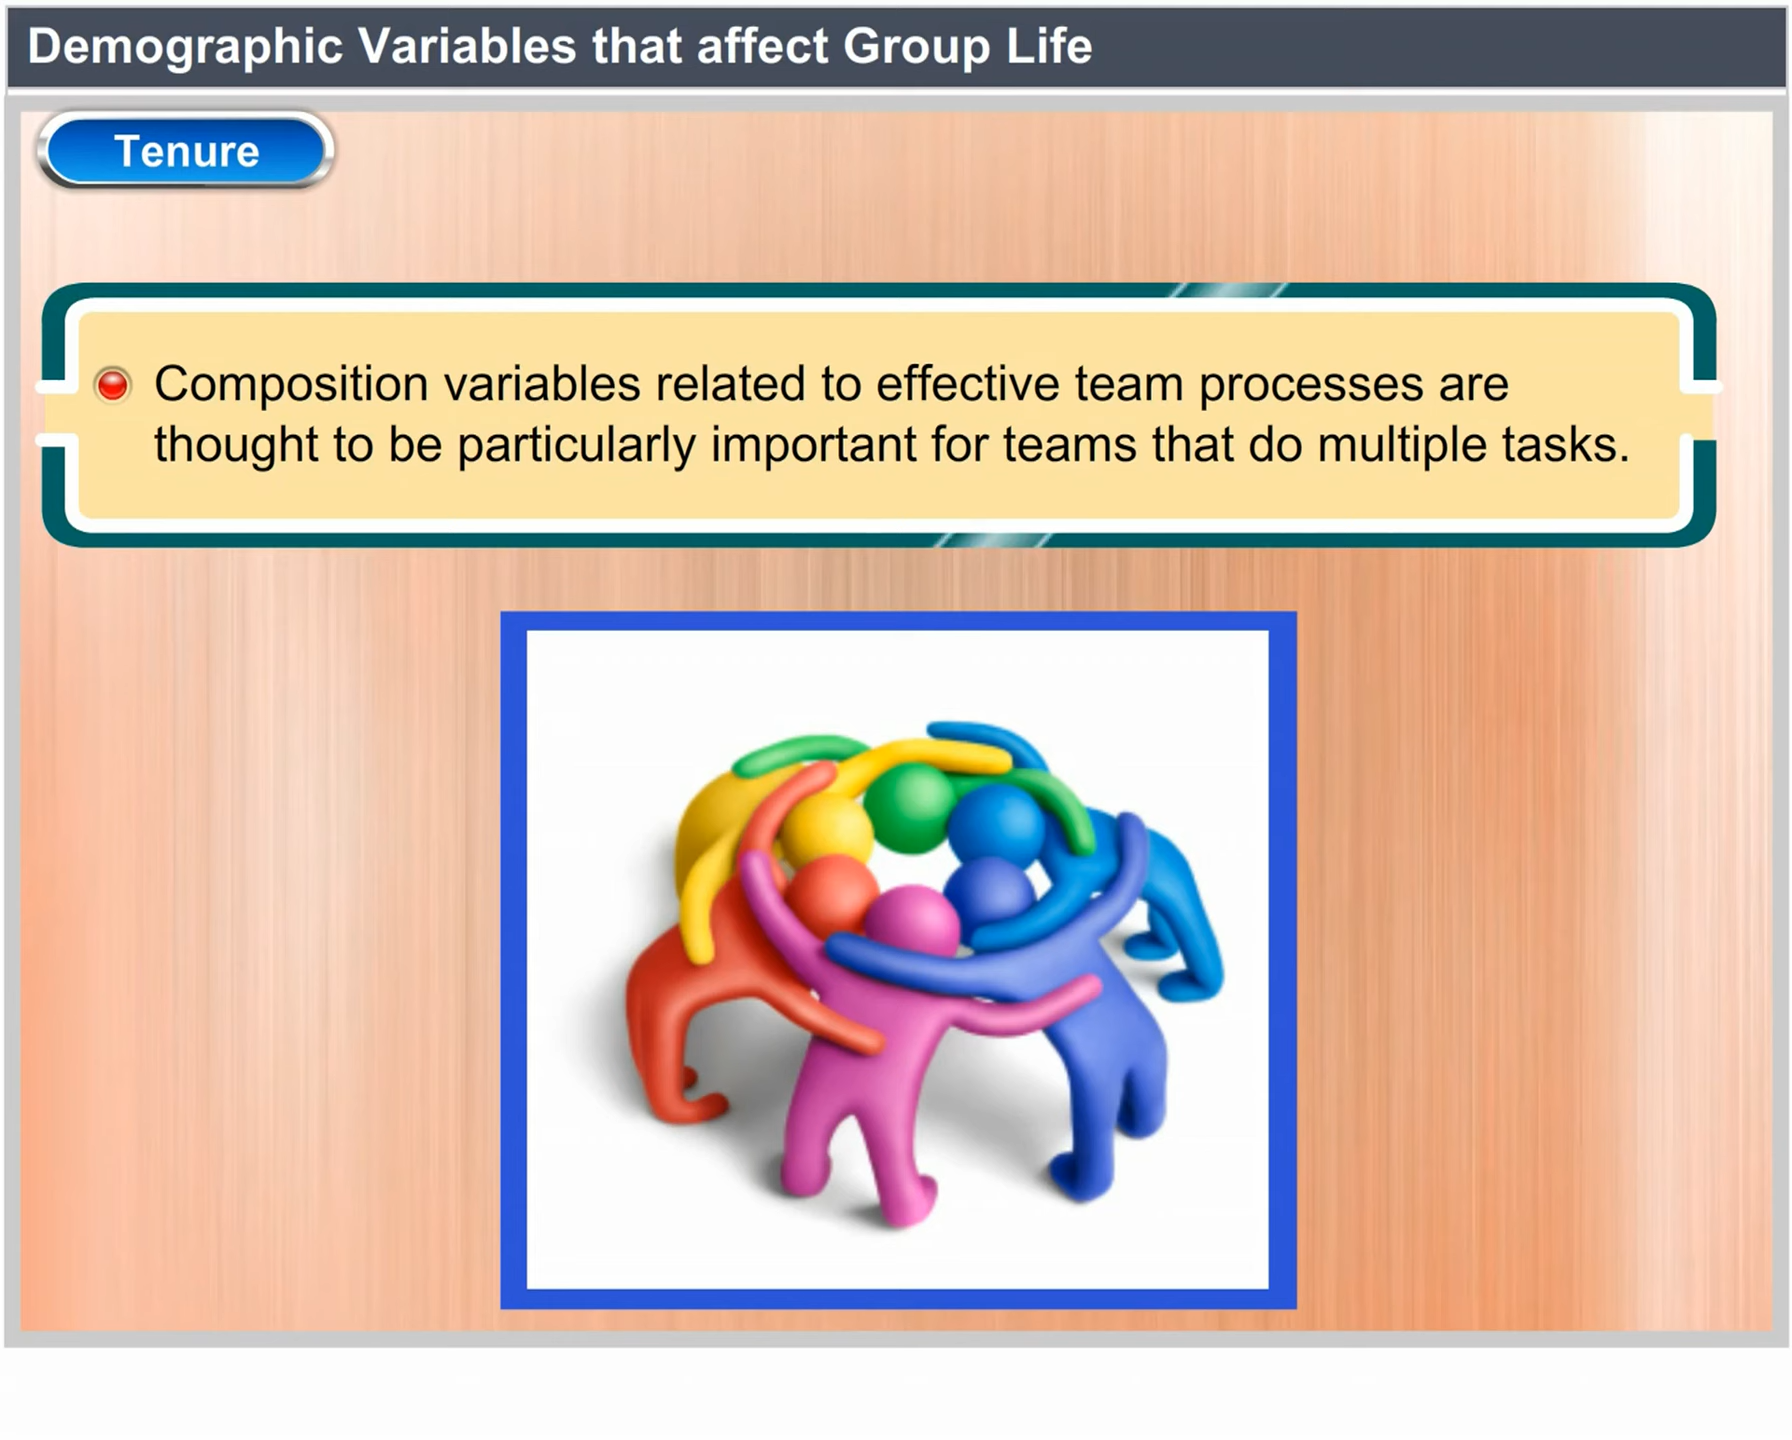 Demographic Variables that affect Group Life
Tenure
Composition variables related to effective team processes are
thought to be particularly important for teams that do multiple tasks.